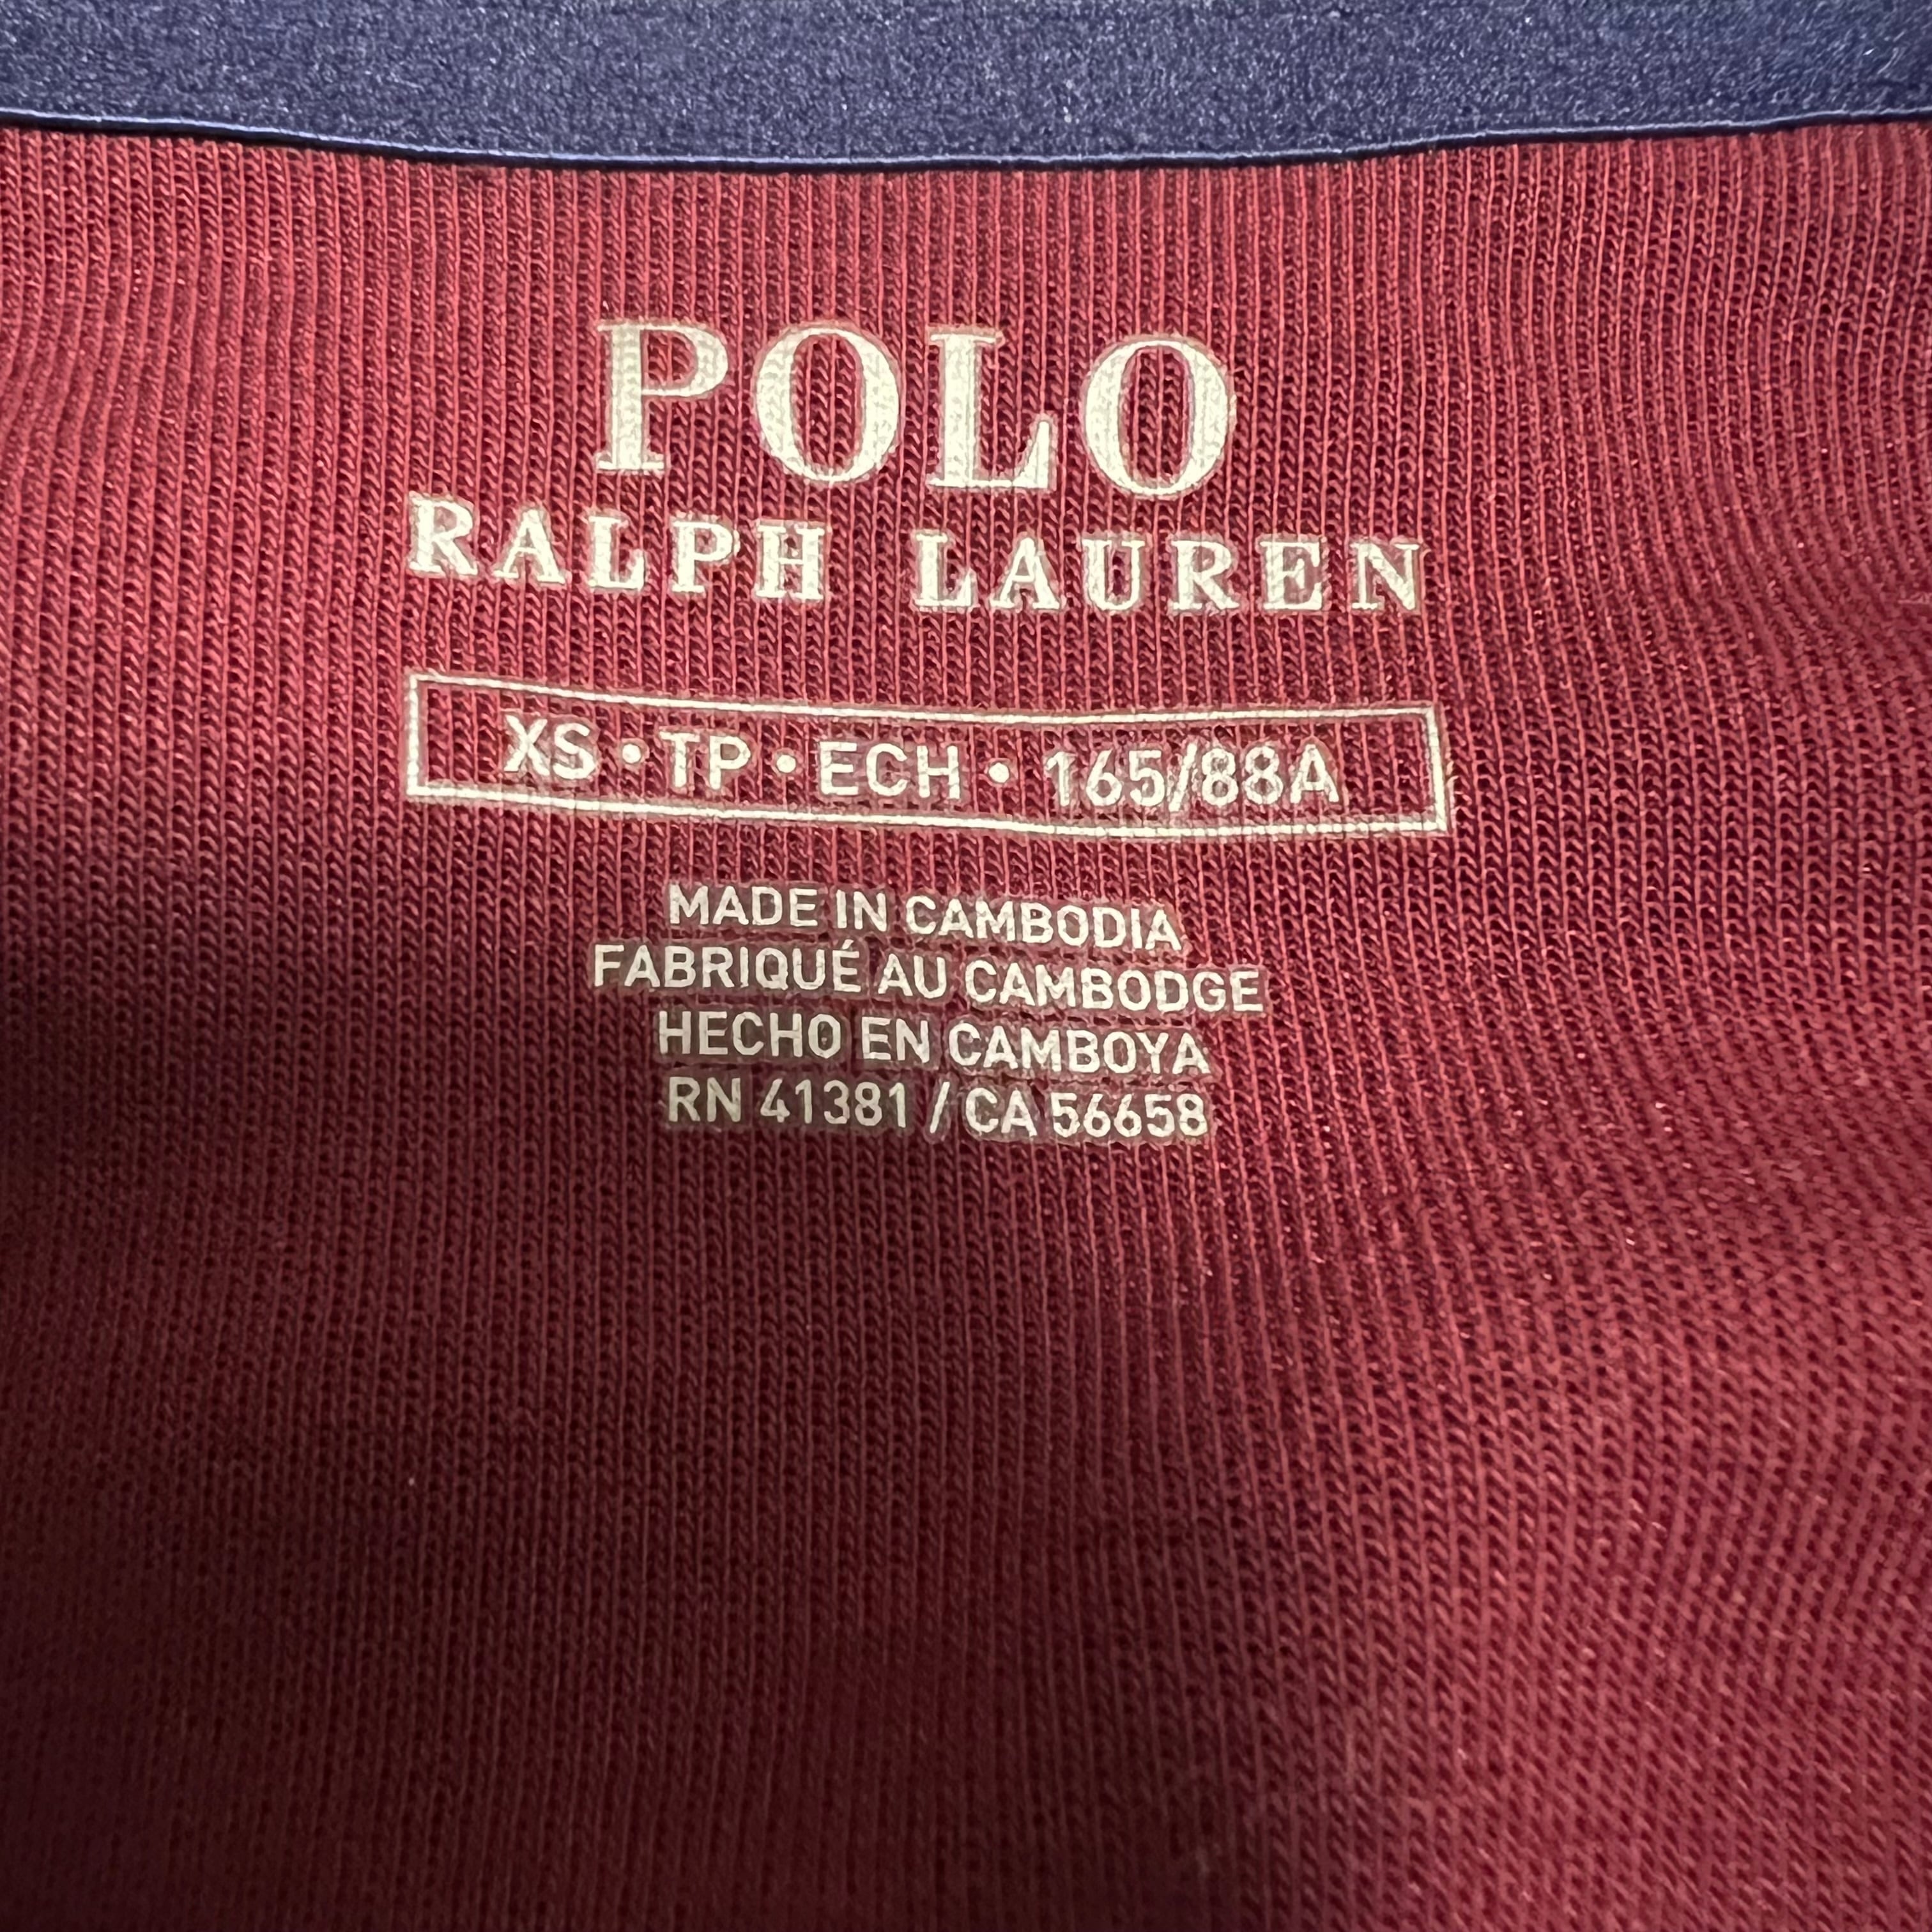 POLO
RALPH LAUREN
XS • TP • ECH • 165/88A
MADE IN CAMBODIA
FABRIQUÉ AU CAMBODGE
HECHO EN CAMBOYA
RN 41381 / CA 56658